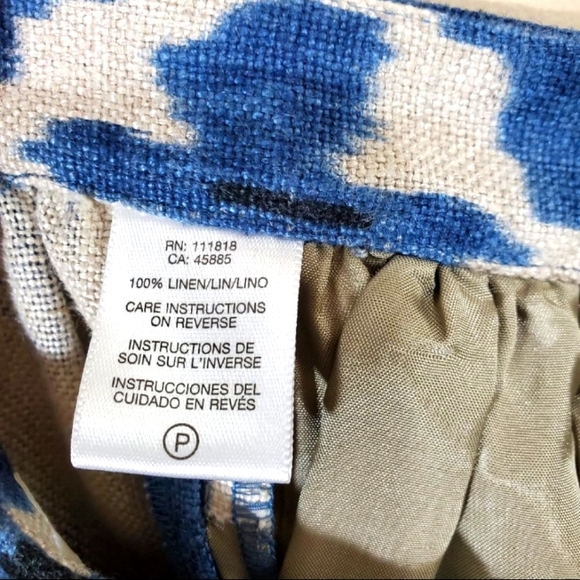 RN: 111818
CA: 45885
100% LINEN/LIN/LINO
CARE INSTRUCTIONS
ON REVERSE
INSTRUCTIONS DE
SOIN SUR L'INVERSE
INSTRUCCIONES DEL
CUIDADO EN REVÉS
P